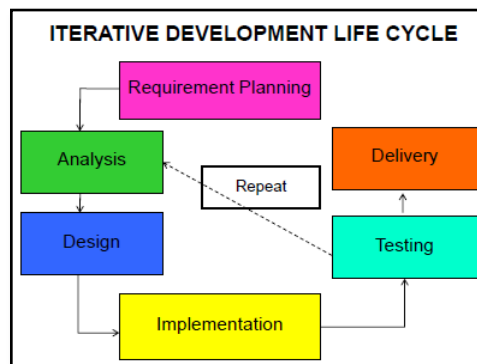 ITERATIVE DEVELOPMENT LIFE CYCLE
Requirement Planning
Analysis
Delivery
Repeat
Design
Testing
Implementation